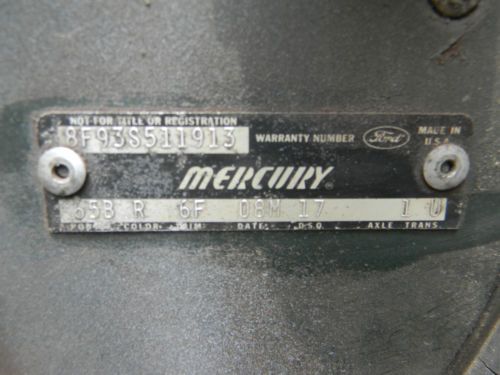 NOT FOR TITLE OR REGISTRATION
8F93S511913 WARRANTY NUMBER Ford MADE IN U.S.A.
MERCURY
65B R 6F 08M 17 1 U
COLOR TRIM DATE D.S.O. AXLE TRANS.